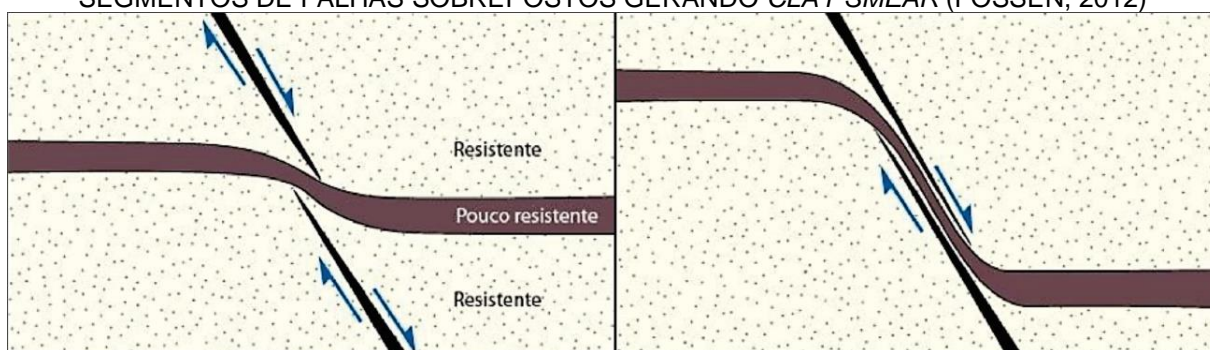 SEGMENTOS DE FALHAS SOBREPOSTOS GERANDO CLAY SMEAR (FOSSEN, 2012)
Resistente
Pouco resistente
Resistente